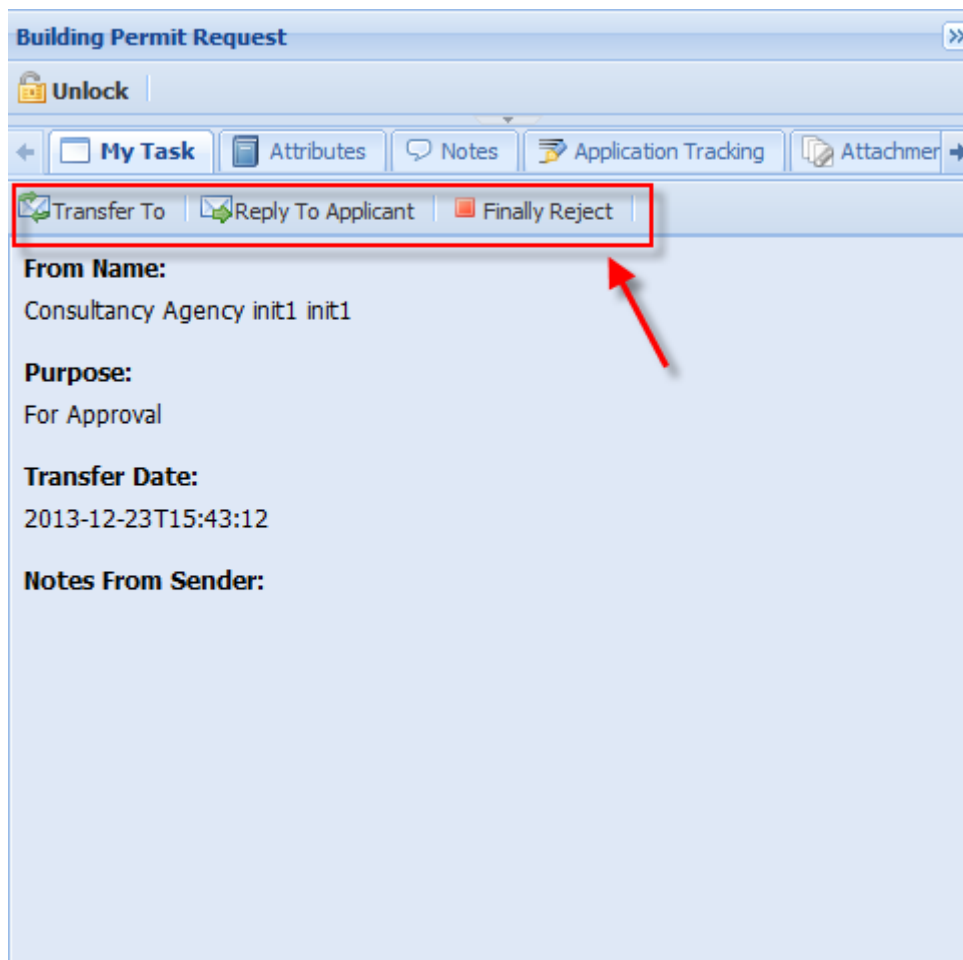 Building Permit Request
Unlock
My Task Attributes Notes Application Tracking Attachmer
Transfer To Reply To Applicant Finally Reject
From Name:
Consultancy Agency init1 init1
Purpose:
For Approval
Transfer Date:
2013-12-23T15:43:12
Notes From Sender: